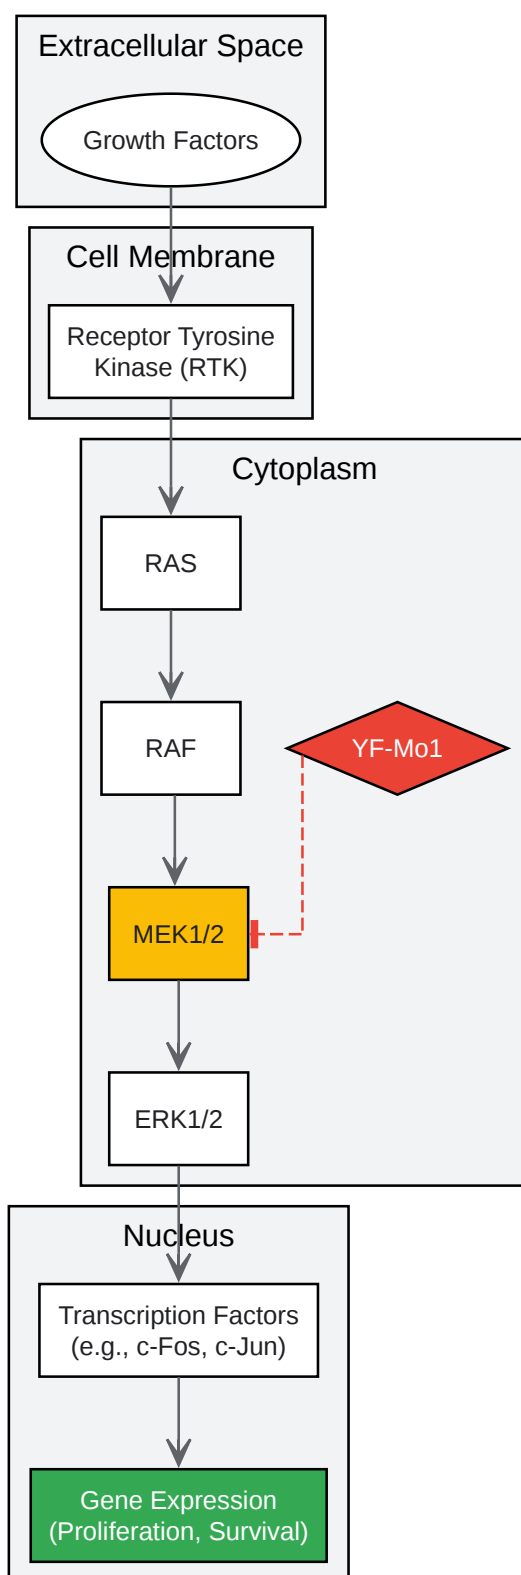 Extracellular Space
Growth Factors
Cell Membrane
Receptor Tyrosine
Kinase (RTK)
Cytoplasm
RAS
RAF
YF-Mo1
MEK1/2
ERK1/2
Nucleus
Transcription Factors
(e.g., c-Fos, c-Jun)
Gene Expression
(Proliferation, Survival)